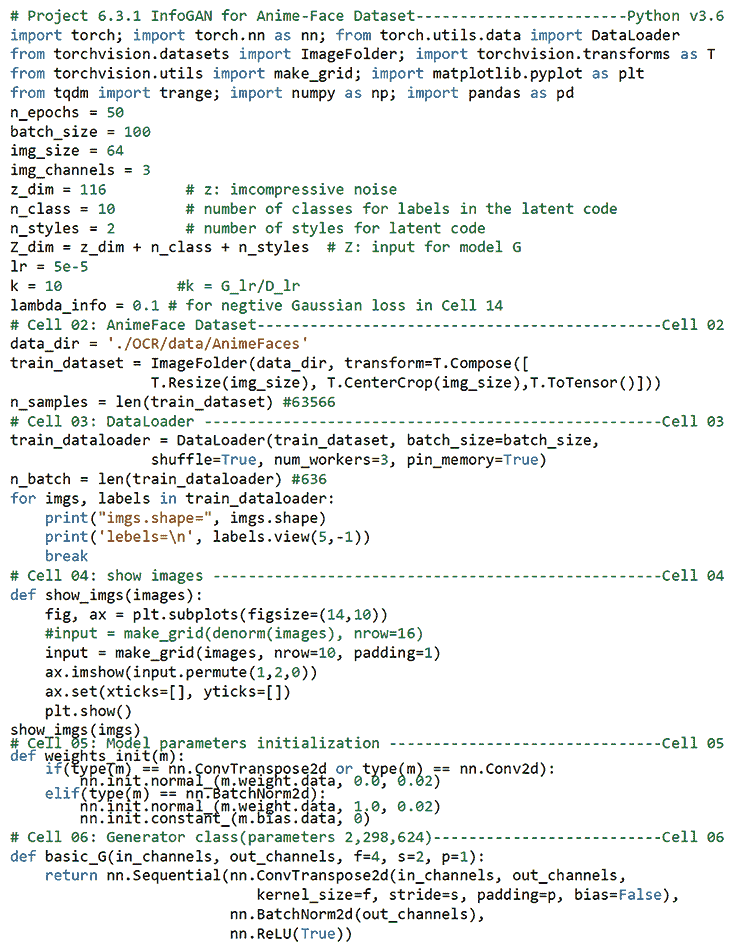 # Project 6.3.1 InfoGAN for Anime-Face Dataset------------------------Python v3.6
import torch; import torch.nn as nn; from torch.utils.data import DataLoader
from torchvision.datasets import ImageFolder; import torchvision.transforms as T
from torchvision.utils import make_grid; import matplotlib.pyplot as plt
from tqdm import trange; import numpy as np; import pandas as pd
n_epochs = 50
batch_size = 100
img_size = 64
img_channels = 3
z_dim = 116         # z: imcompressive noise
n_class = 10        # number of classes for labels in the latent code
n_styles = 2        # number of styles for latent code
Z_dim = z_dim + n_class + n_styles  # Z: input for model G
lr = 5e-5
k = 10             #k = G_lr/D_lr
lambda_info = 0.1 # for negtive Gaussian loss in Cell 14
# Cell 02: AnimeFace Dataset----------------------------------------------Cell 02
data_dir = './OCR/data/AnimeFaces'
train_dataset = ImageFolder(data_dir, transform=T.Compose([
                T.Resize(img_size), T.CenterCrop(img_size),T.ToTensor()]))
n_samples = len(train_dataset) #63566
# Cell 03: DataLoader ----------------------------------------------------Cell 03
train_dataloader = DataLoader(train_dataset, batch_size=batch_size,
                shuffle=True, num_workers=3, pin_memory=True)
n_batch = len(train_dataloader) #636
for imgs, labels in train_dataloader:
    print("imgs.shape=", imgs.shape)
    print('lebels=\n', labels.view(5,-1))
    break
# Cell 04: show images ---------------------------------------------------Cell 04
def show_imgs(images):
    fig, ax = plt.subplots(figsize=(14,10))
    #input = make_grid(denorm(images), nrow=16)
    input = make_grid(images, nrow=10, padding=1)
    ax.imshow(input.permute(1,2,0))
    ax.set(xticks=[], yticks=[])
    plt.show()
show_imgs(imgs)
# Cell 05: Model parameters initialization -------------------------------Cell 05
def weights_init(m):
    if(type(m) == nn.ConvTranspose2d or type(m) == nn.Conv2d):
        nn.init.normal_(m.weight.data, 0.0, 0.02)
    elif(type(m) == nn.BatchNorm2d):
        nn.init.normal_(m.weight.data, 1.0, 0.02)
        nn.init.constant_(m.bias.data, 0)
# Cell 06: Generator class(parameters 2,298,624)--------------------------Cell 06
def basic_G(in_channels, out_channels, f=4, s=2, p=1):
    return nn.Sequential(nn.ConvTranspose2d(in_channels, out_channels,
                            kernel_size=f, stride=s, padding=p, bias=False),
                         nn.BatchNorm2d(out_channels),
                         nn.ReLU(True))